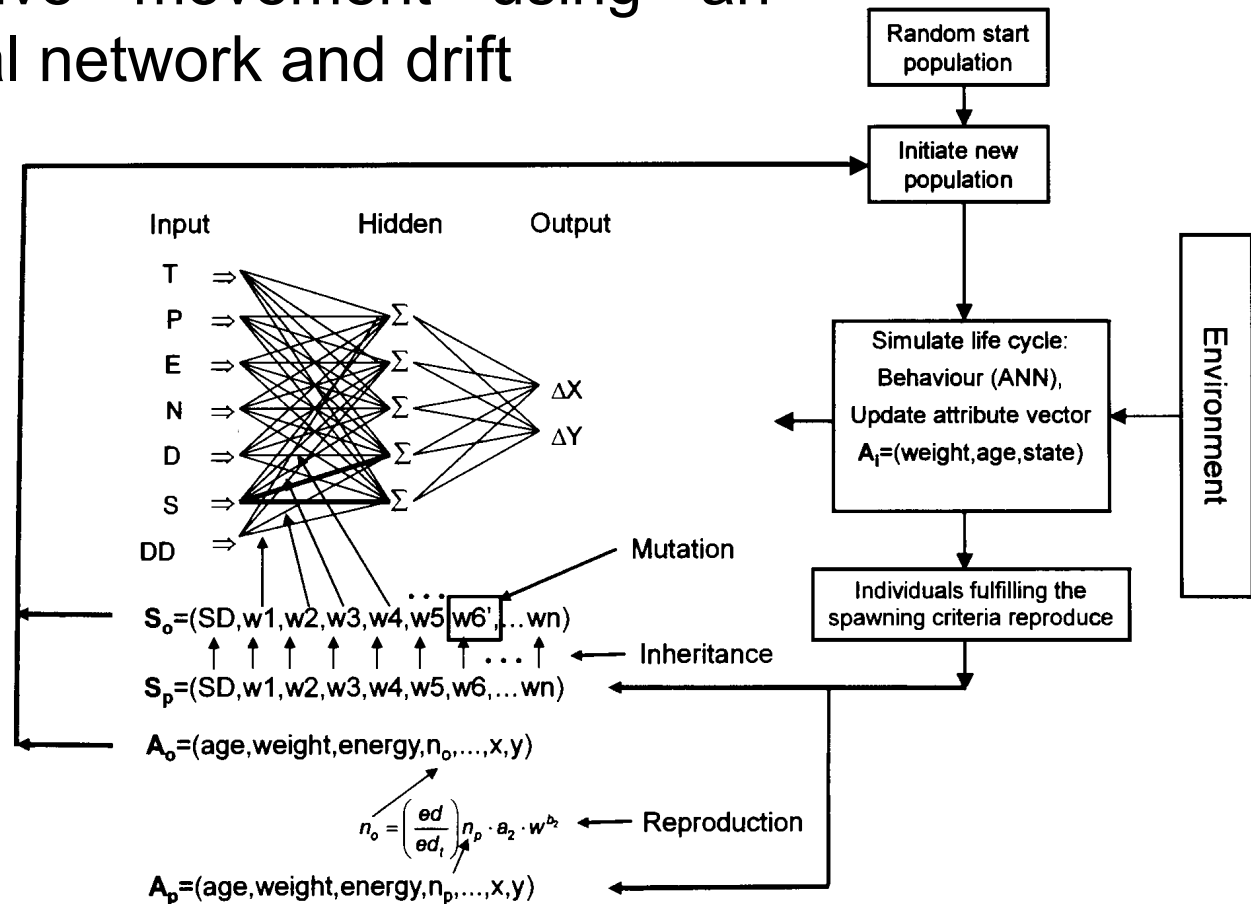 movement using an
network and drift
Random start
population
Initiate new
population
Input Hidden Output
T ⇒
P ⇒ Σ
E ⇒ Σ
N ⇒ Σ
D ⇒ Σ
S ⇒ Σ
DD ⇒
ΔX
ΔY
Simulate life cycle:
Behaviour (ANN),
Update attribute vector
Aᵢ=(weight,age,state)
Environment
Individuals fulfilling the
spawning criteria reproduce
Mutation
...
Sₒ=(SD,w1,w2,w3,w4,w5,w6',...wn)
... Inheritance
Sₚ=(SD,w1,w2,w3,w4,w5,w6,...wn)
Aₒ=(age,weight,energy,nₒ,...,x,y)
nₒ = (ed/edₜ) nₚ · a₂ · w^b₂ Reproduction
Aₚ=(age,weight,energy,nₚ,...,x,y)